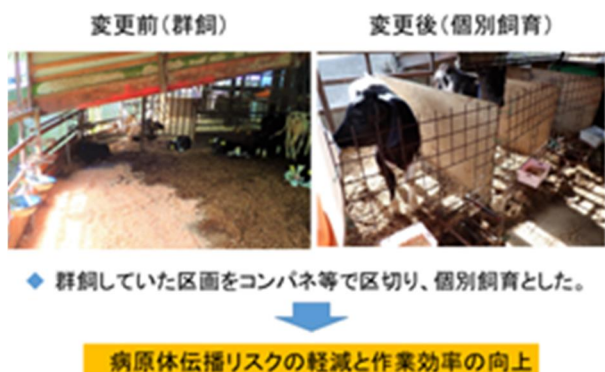 変更前(群飼)
変更後(個別飼育)
◆ 群飼していた区画をコンパネ等で区切り、個別飼育とした。
病原体伝播リスクの軽減と作業効率の向上